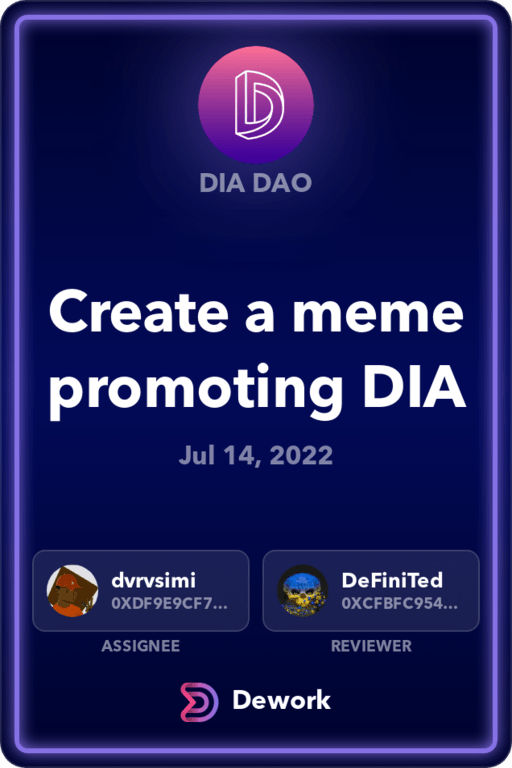 DIA DAO
Create a meme
promoting DIA
Jul 14, 2022
dvrvsimi
0XDF9E9CF7...
ASSIGNEE
DeFiniTed
0XCFBFC954...
REVIEWER
Dework